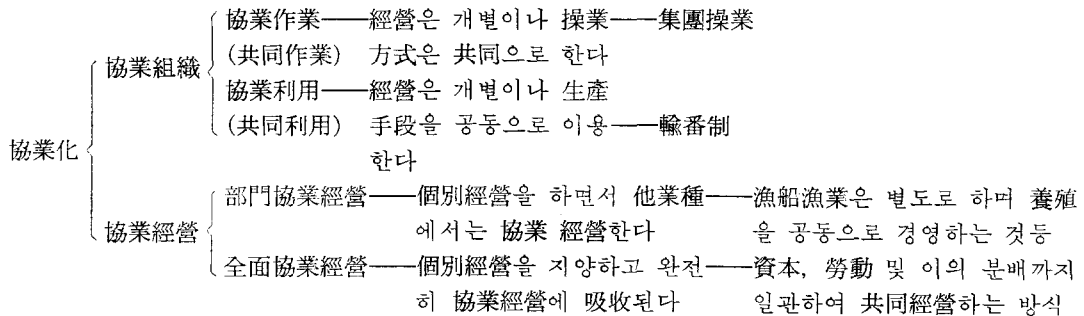 協業作業——經營은 개별이나 操業——集團操業
(共同作業) 方式은 共同으로 한다
協業組織
協業利用——經營은 개별이나 生産
(共同利用) 手段을 공동으로 이용——輪番制
한다
協業化
部門協業經營——個別經營을 하면서 他業種——漁船漁業은 별도로 하며 養殖
에서는 協業 經營한다 을 공동으로 경영하는 것등
協業經營
全面協業經營——個別經營을 지양하고 완전——資本, 勞動 및 이의 분배까지
히 協業經營에 吸收된다 일관하여 共同經營하는 방식